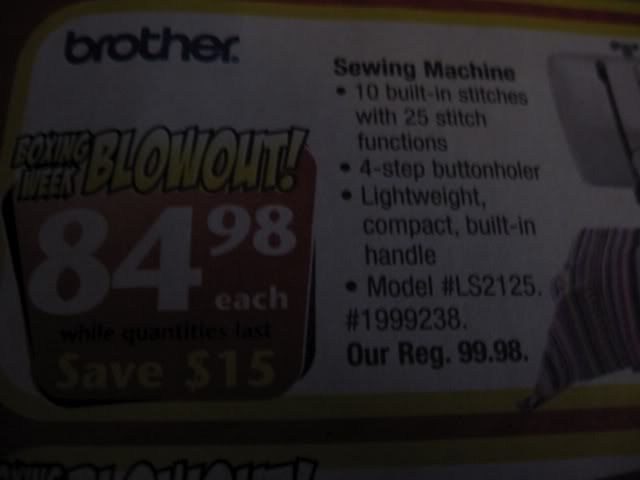 brother
BOXING WEEK BLOWOUT!
84 98
each
while quantities last
Save $15
Sewing Machine
• 10 built-in stitches
with 25 stitch
functions
• 4-step buttonholer
• Lightweight,
compact, built-in
handle
• Model #LS2125.
#1999238.
Our Reg. 99.98.
BLOWOUT!